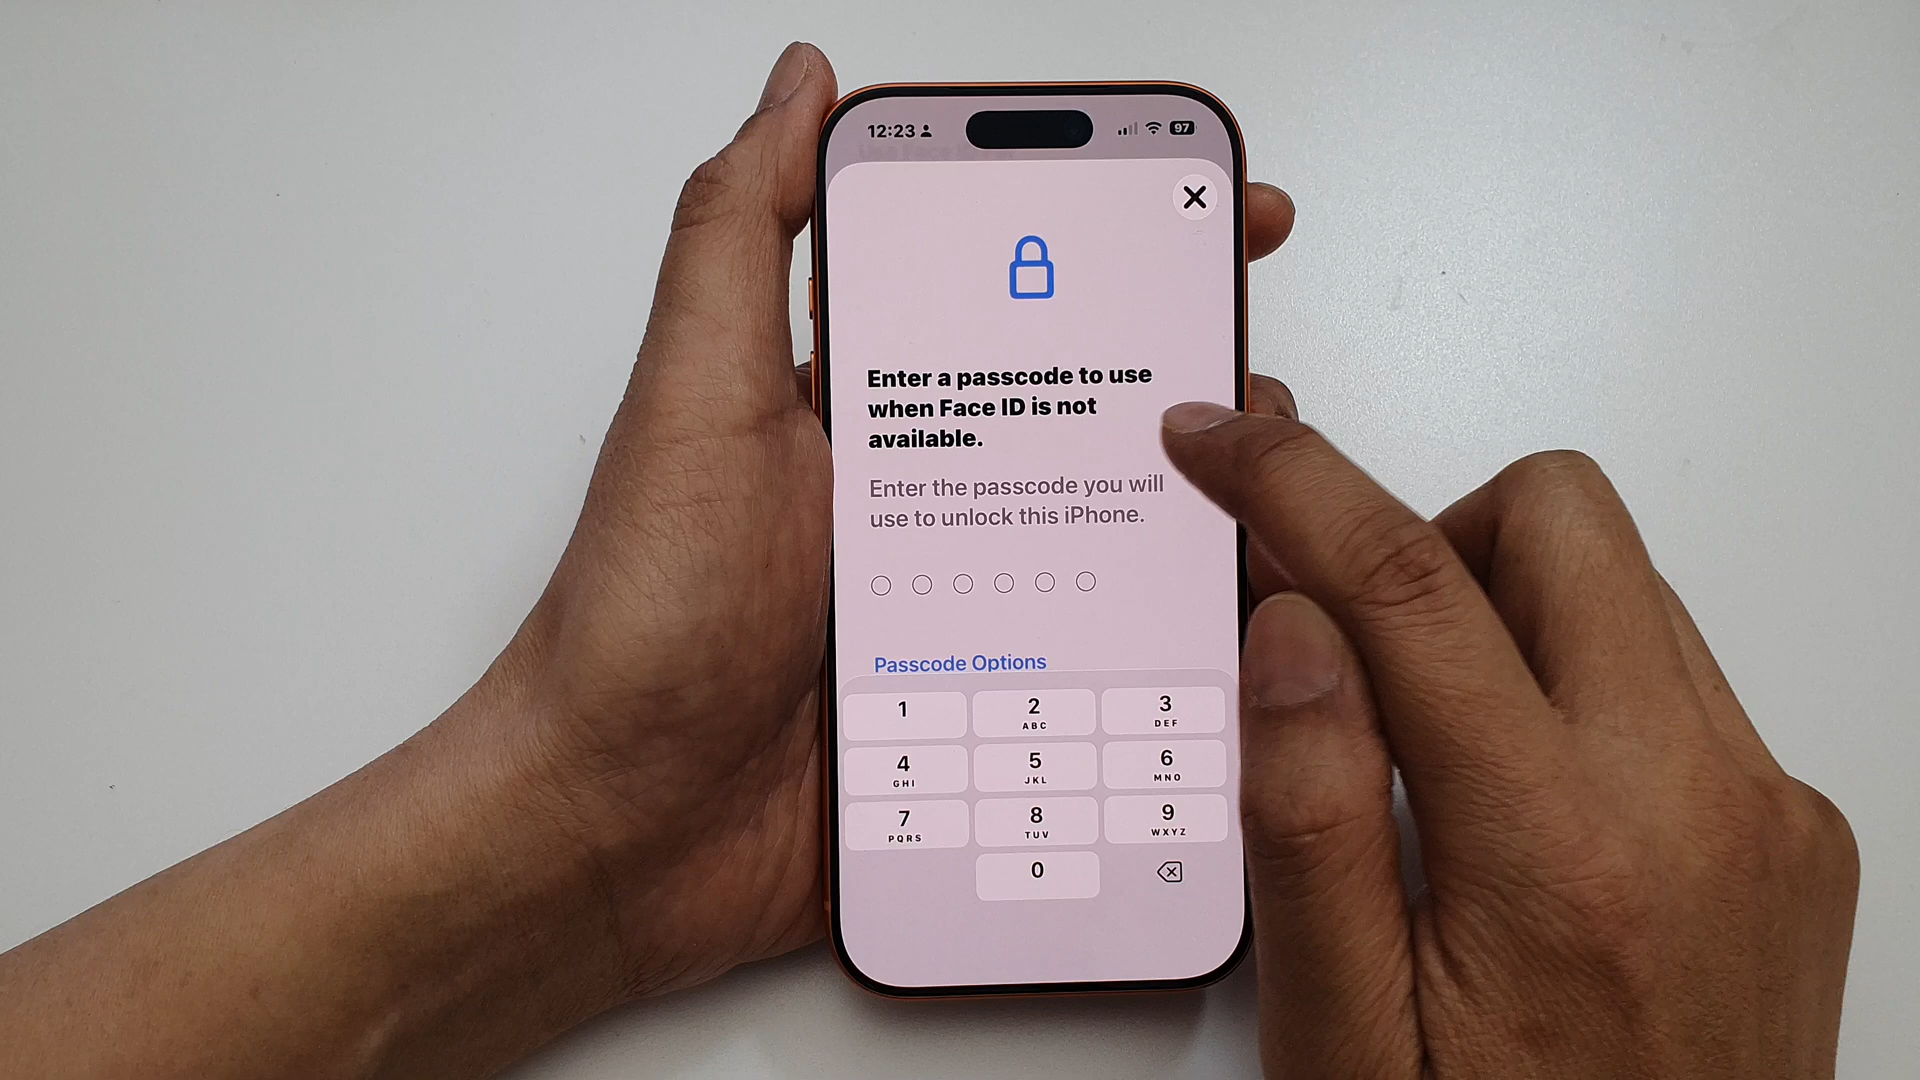 12:23
97
Enter a passcode to use
when Face ID is not
available.
Enter the passcode you will
use to unlock this iPhone.
Passcode Options
1
2
ABC
3
DEF
4
GHI
5
JKL
6
MNO
7
PQRS
8
TUV
9
WXYZ
0